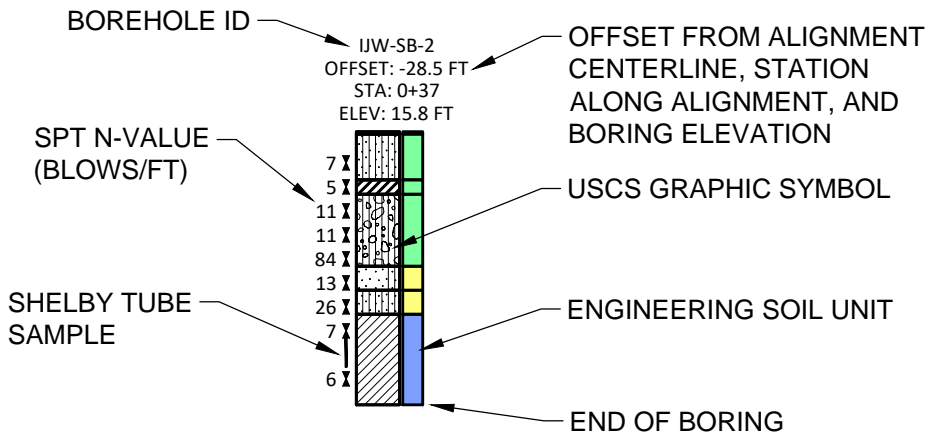 BOREHOLE ID
IJW-SB-2
OFFSET: -28.5 FT
STA: 0+37
ELEV: 15.8 FT
OFFSET FROM ALIGNMENT
CENTERLINE, STATION
ALONG ALIGNMENT, AND
BORING ELEVATION
SPT N-VALUE
(BLOWS/FT)
7
5
11
11
84
13
26
7
6
USCS GRAPHIC SYMBOL
SHELBY TUBE
SAMPLE
ENGINEERING SOIL UNIT
END OF BORING